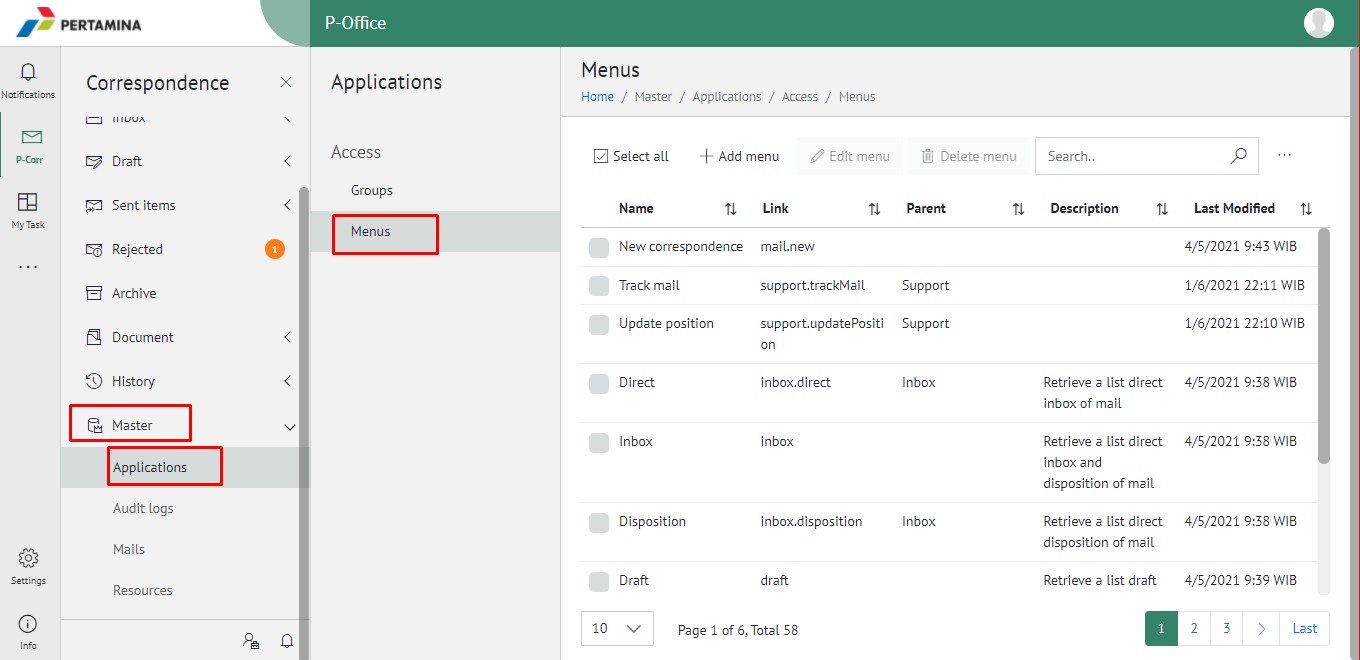 PERTAMINA
P-Office
Notifications
P-Corr
My Task
Settings
Info
Correspondence
Inbox
Draft
Sent items
Rejected
1
Archive
Document
History
Master
Applications
Audit logs
Mails
Resources
Applications
Access
Groups
Menus
Menus
Home / Master / Applications / Access / Menus
Select all Add menu Edit menu Delete menu Search.. ...
Name Link Parent Description Last Modified
New correspondence mail.new 4/5/2021 9:43 WIB
Track mail support.trackMail Support 1/6/2021 22:11 WIB
Update position support.updatePositi Support 1/6/2021 22:10 WIB
on
Direct inbox.direct Inbox Retrieve a list direct 4/5/2021 9:38 WIB
inbox of mail
Inbox inbox Retrieve a list direct 4/5/2021 9:38 WIB
inbox and
disposition of mail
Disposition inbox.disposition Inbox Retrieve a list direct 4/5/2021 9:38 WIB
disposition of mail
Draft draft Retrieve a list draft 4/5/2021 9:39 WIB
10 Page 1 of 6, Total 58 1 2 3 Last